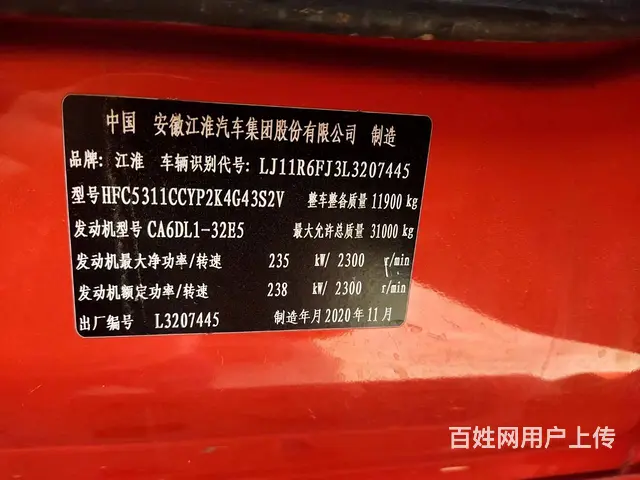 中国 安徽江淮汽车集团股份有限公司 制造
品牌: 江淮 车辆识别代号: LJ11R6FJ3L3207445
型号HFC5311CCYP2K4G43S2V 整车整备质量 11900 kg
发动机型号 CA6DL1-32E5 最大允许总质量 31000 kg
发动机最大净功率/转速 235 kW/ 2300 r/min
发动机额定功率/转速 238 kW/ 2300 r/min
出厂编号 L3207445 制造年月2020年11月
百姓网用户上传